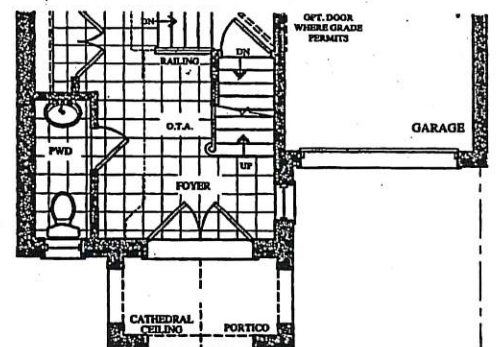 DN
OPT. DOOR
WHERE GRADE
PERMITS
RAILING
DN
O.T.A.
GARAGE
PWD
UP
FOYER
CATHEDRAL
CEILING
PORTICO